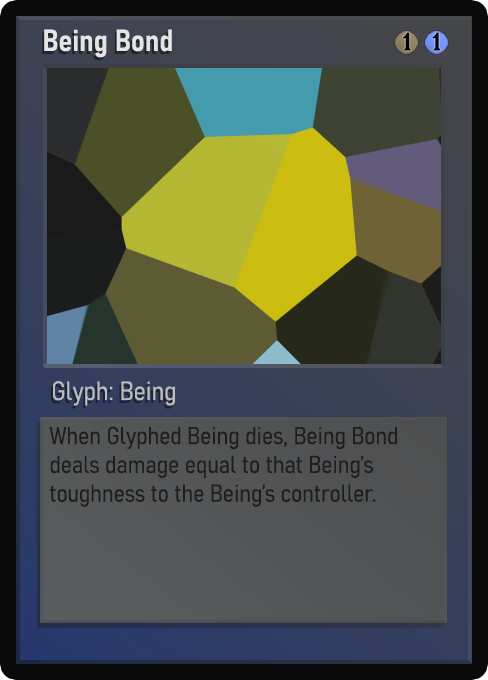 Being Bond 1 1
Glyph: Being
When Glyphed Being dies, Being Bond
deals damage equal to that Being's
toughness to the Being's controller.